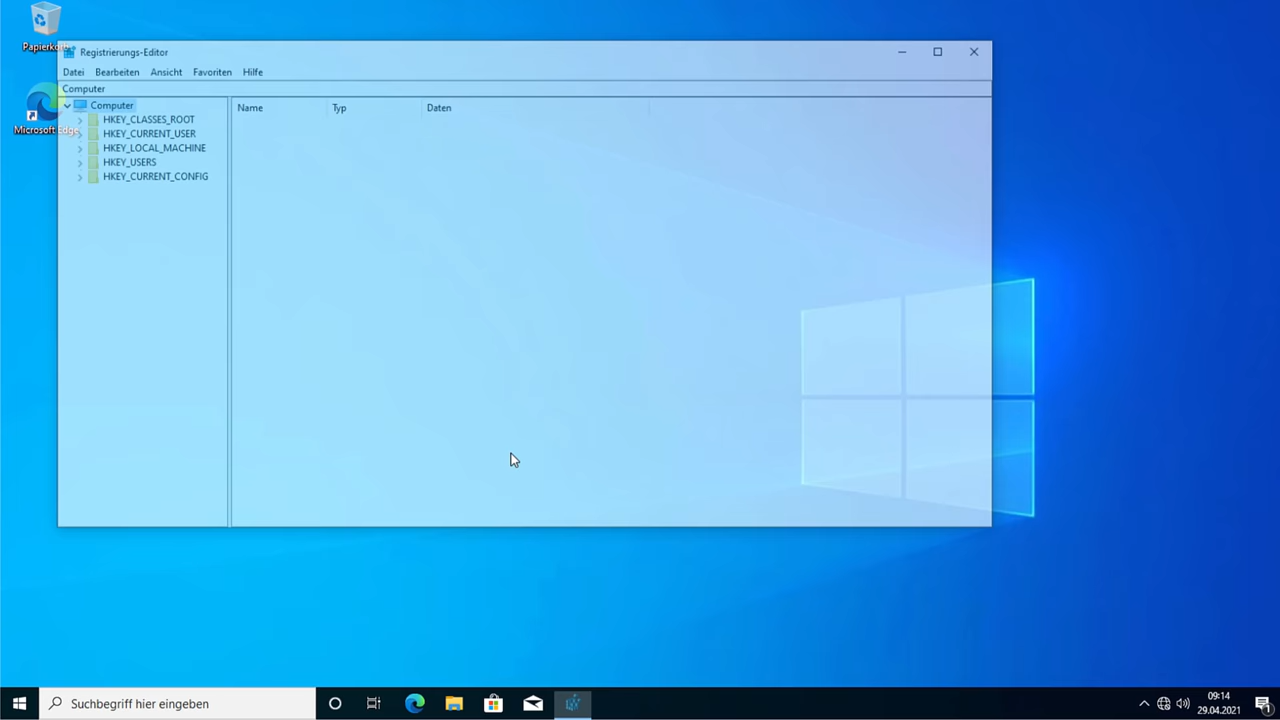 Papierkorb
Registrierungs-Editor
Datei Bearbeiten Ansicht Favoriten Hilfe
Computer
Microsoft Edge
Computer
HKEY_CLASSES_ROOT
HKEY_CURRENT_USER
HKEY_LOCAL_MACHINE
HKEY_USERS
HKEY_CURRENT_CONFIG
Name Typ Daten
Suchbegriff hier eingeben
09:14
29.04.2021
1